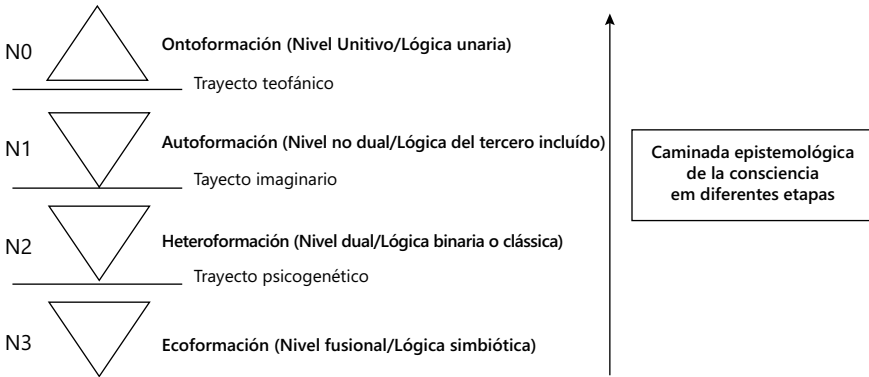 N0
Ontoformación (Nivel Unitivo/Lógica unaria)
Trayecto teofánico
N1
Autoformación (Nivel no dual/Lógica del tercero incluído)
Tayecto imaginario
N2
Heteroformación (Nivel dual/Lógica binaria o clássica)
Trayecto psicogenético
N3
Ecoformación (Nivel fusional/Lógica simbiótica)
Caminada epistemológica
de la consciencia
em diferentes etapas